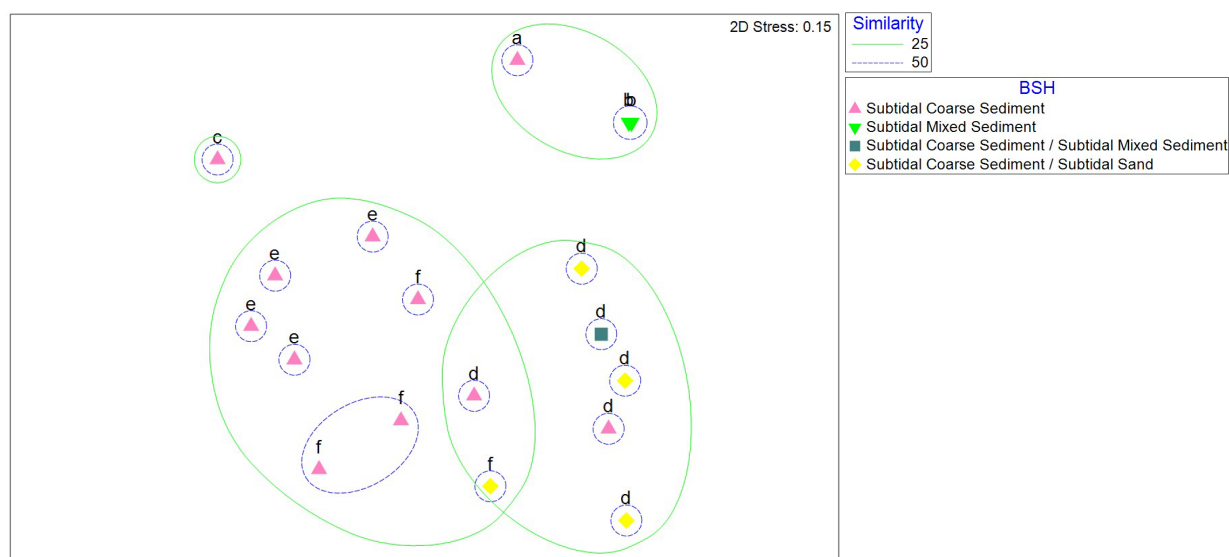 2D Stress: 0.15
Similarity
25
50
BSH
Subtidal Coarse Sediment
Subtidal Mixed Sediment
Subtidal Coarse Sediment / Subtidal Mixed Sediment
Subtidal Coarse Sediment / Subtidal Sand
a
b b
c
e
d
e
f
e
d
e
d
d
f
d
f
f
d